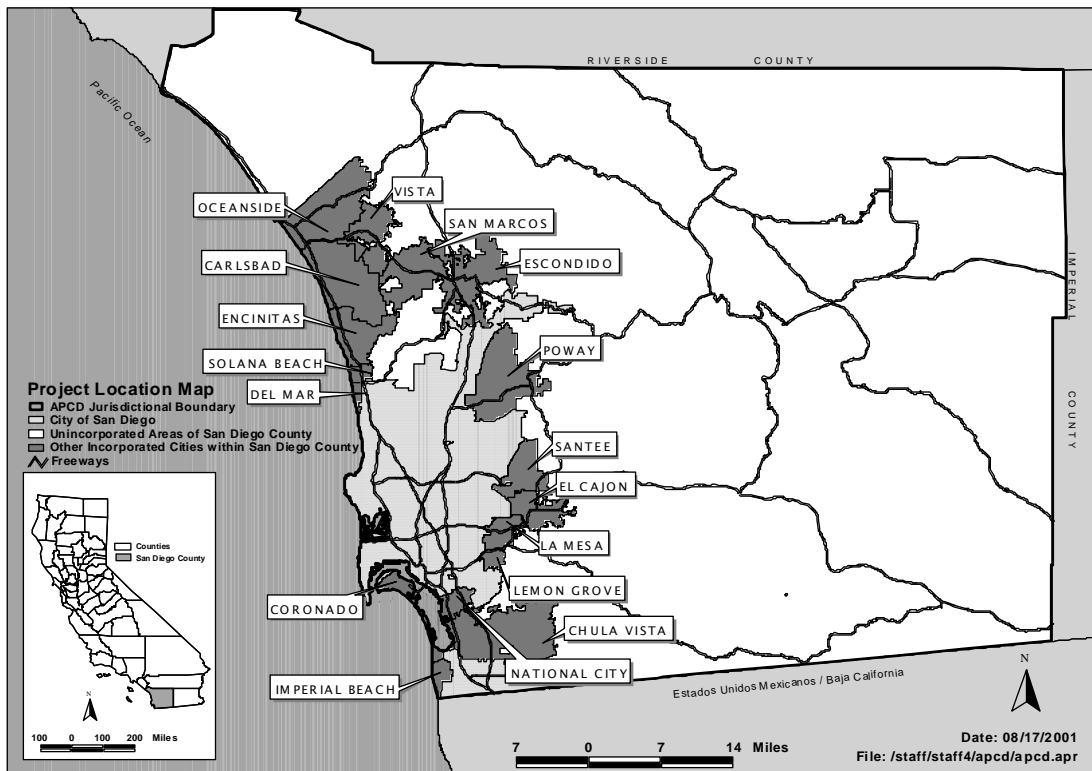 RIVERSIDE COUNTY
Pacific Ocean
VISTA
OCEANSIDE
SAN MARCOS
CARLSBAD
ESCONDIDO
IMPERIAL COUNTY
ENCINITAS
POWAY
SOLANA BEACH
DEL MAR
Project Location Map
APCD Jurisdictional Boundary
City of San Diego
Unincorporated Areas of San Diego County
Other Incorporated Cities within San Diego County
Freeways
SANTEE
EL CAJON
Counties
San Diego County
LA MESA
LEMON GROVE
CORONADO
CHULA VISTA
NATIONAL CITY
IMPERIAL BEACH
Estados Unidos Mexicanos / Baja California
N
N
100 0 100 200 Miles
7 0 7 14 Miles
Date: 08/17/2001
File: /staff/staff4/apcd/apcd.apr